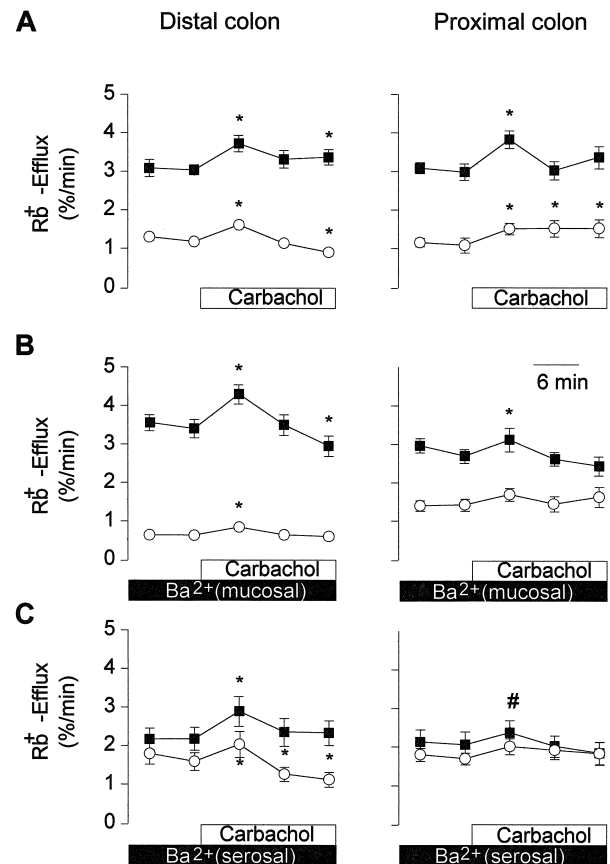 A
Distal colon
Proximal colon
5
4
3
2
1
0
Rb+ -Efflux
(%/min)
*
*
*
*
Carbachol
*
*
*
*
Carbachol
B
5
4
3
2
1
0
Rb+ -Efflux
(%/min)
*
*
*
Carbachol
Ba2+(mucosal)
6 min
*
Carbachol
Ba2+(mucosal)
C
5
4
3
2
1
0
Rb+ -Efflux
(%/min)
*
*
*
*
Carbachol
Ba2+(serosal)
#
Carbachol
Ba2+(serosal)